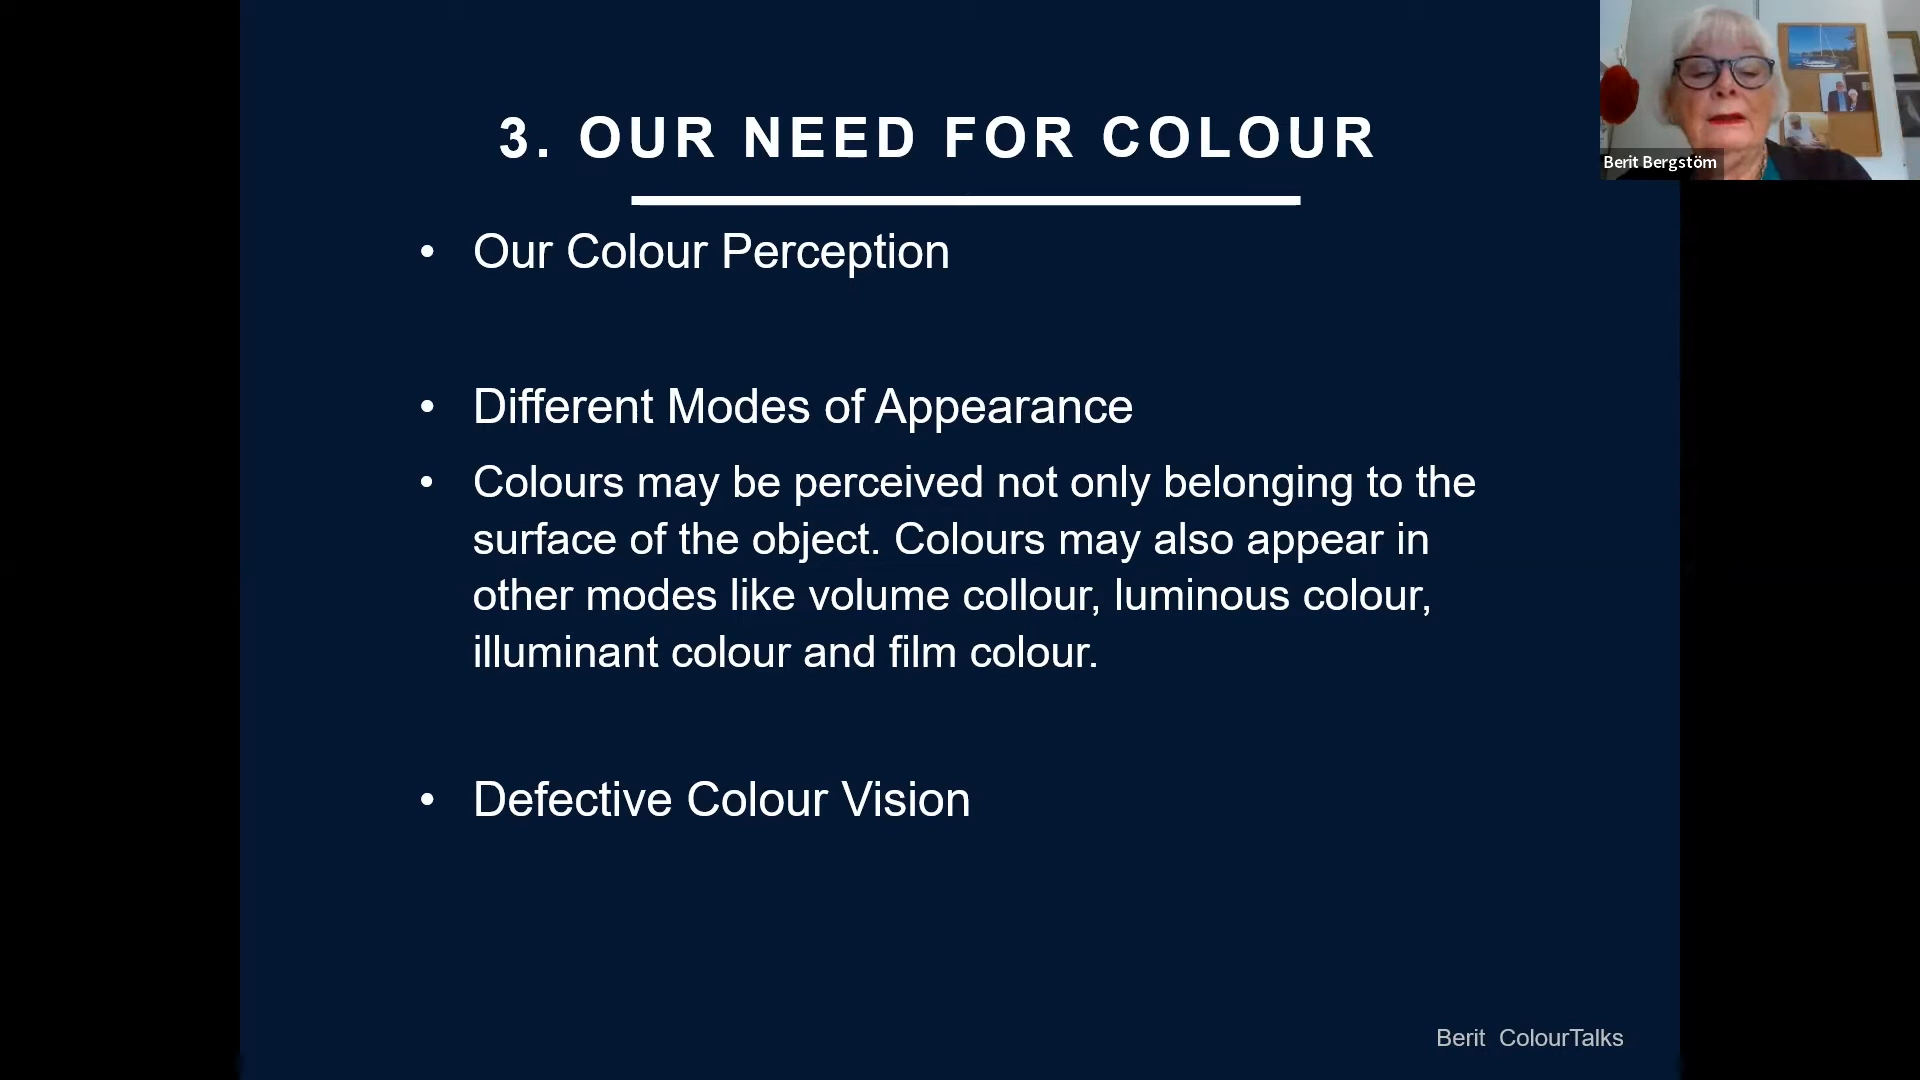 3. OUR NEED FOR COLOUR
Berit Bergstöm
• Our Colour Perception
• Different Modes of Appearance
• Colours may be perceived not only belonging to the
surface of the object. Colours may also appear in
other modes like volume collour, luminous colour,
illuminant colour and film colour.
• Defective Colour Vision
Berit ColourTalks